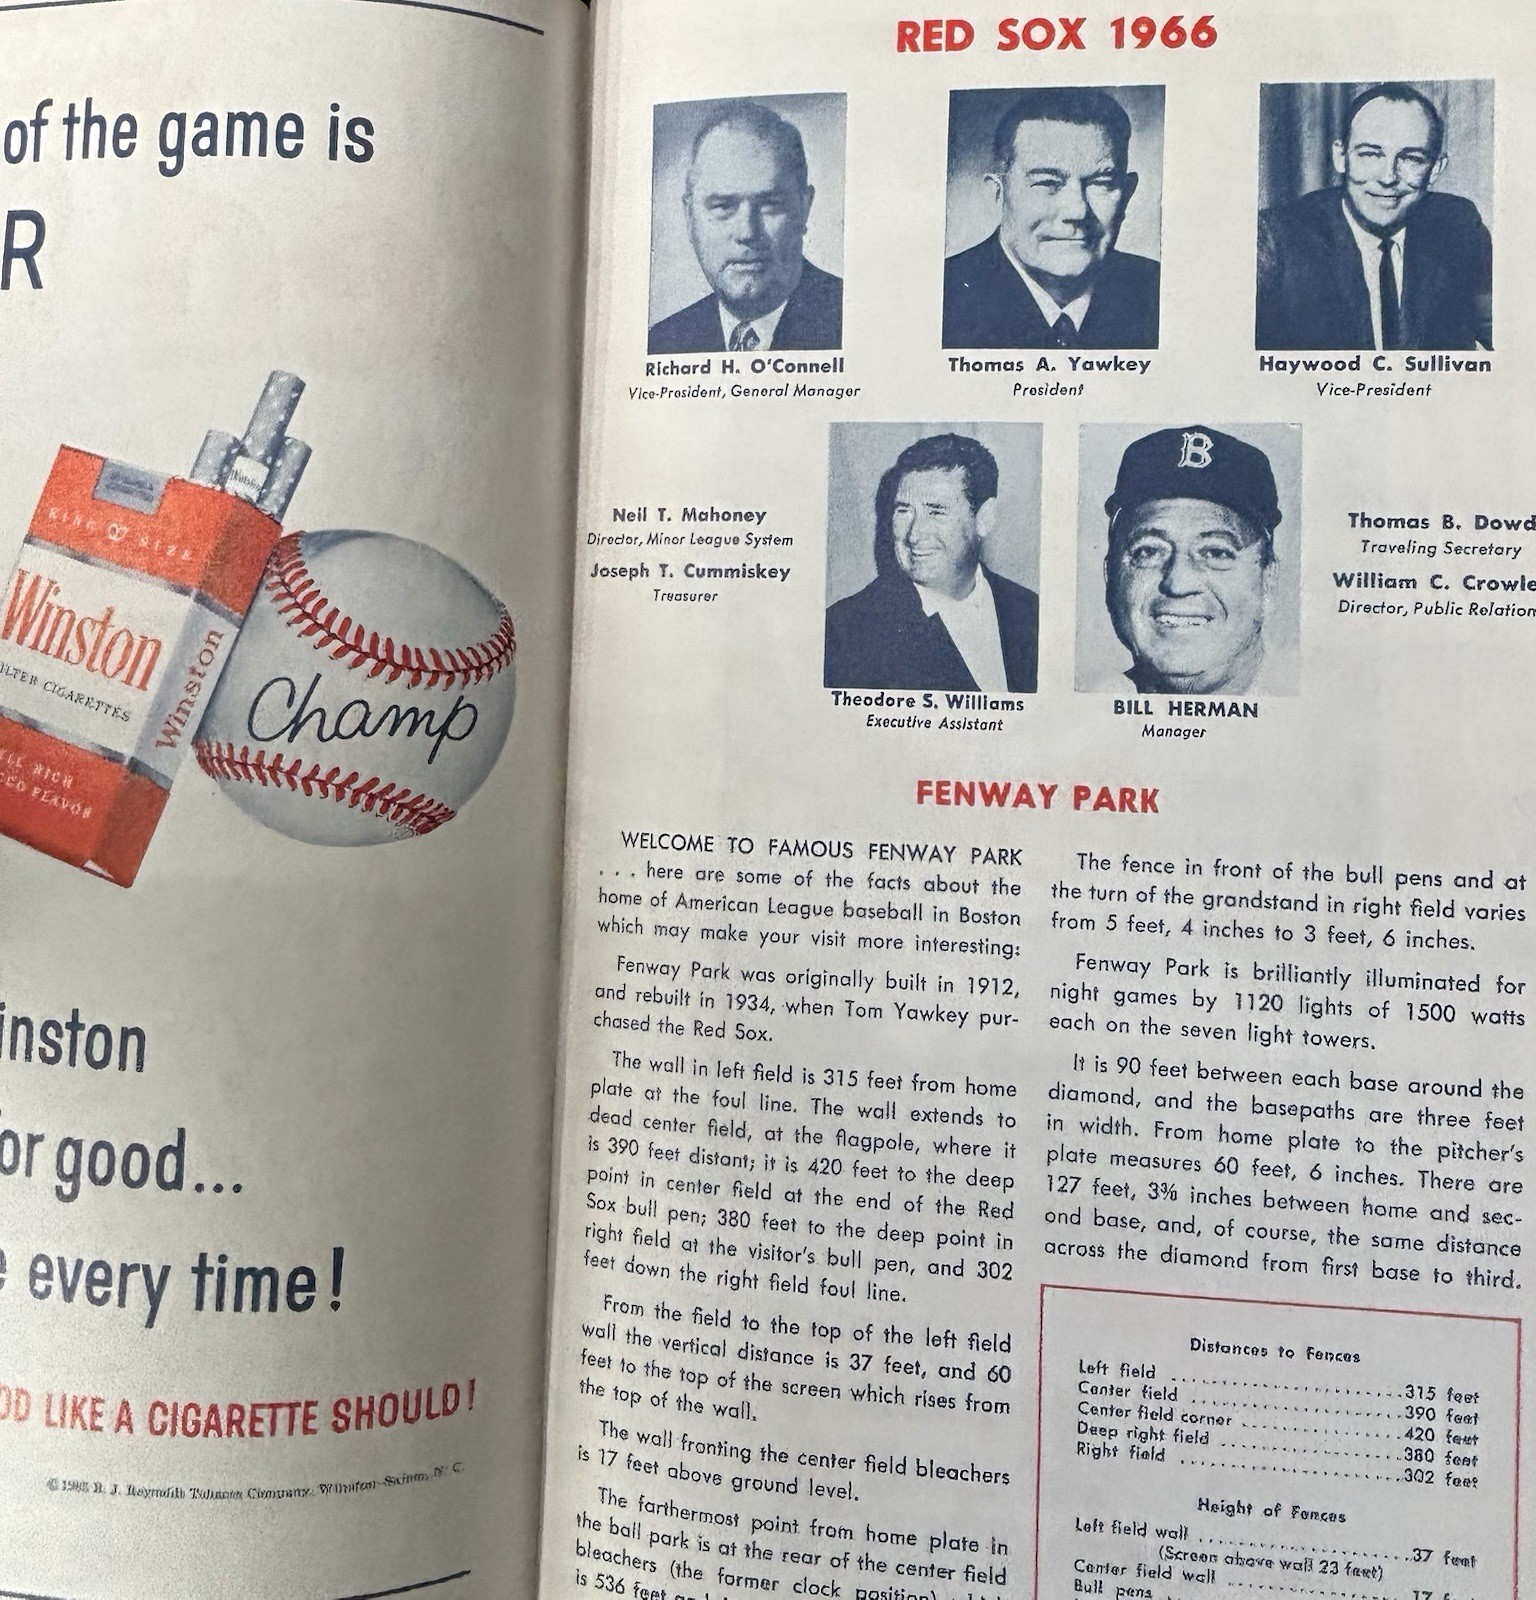 of the game is
R
KING SIZE
Winston
Winston
FILTER CIGARETTES
Winston
Champ
inston
or good...
every time!
OD LIKE A CIGARETTE SHOULD!
R. J. Reynolds Tobacco Company, Winston-Salem, N. C.
RED SOX 1966
Richard H. O'Connell
Vice-President, General Manager
Thomas A. Yawkey
President
Haywood C. Sullivan
Vice-President
Neil T. Mahoney
Director, Minor League System
Joseph T. Cummiskey
Treasurer
B
Theodore S. Williams
Executive Assistant
BILL HERMAN
Manager
Thomas B. Dowd
Traveling Secretary
William C. Crowle
Director, Public Relation
FENWAY PARK
WELCOME TO FAMOUS FENWAY PARK
. . . here are some of the facts about the
home of American League baseball in Boston
which may make your visit more interesting:
Fenway Park was originally built in 1912,
and rebuilt in 1934, when Tom Yawkey pur-
chased the Red Sox.
The wall in left field is 315 feet from home
plate at the foul line. The wall extends to
dead center field, at the flagpole, where it
is 390 feet distant; it is 420 feet to the deep
point in center field at the end of the Red
Sox bull pen; 380 feet to the deep point in
right field at the visitor's bull pen, and 302
feet down the right field foul line.
From the field to the top of the left field
wall the vertical distance is 37 feet, and 60
feet to the top of the screen which rises from
the top of the wall.
The wall fronting the center field bleachers
is 17 feet above ground level.
The farthermost point from home plate in
the ball park is at the rear of the center field
bleachers (the former clock position)
is 536 feet
The fence in front of the bull pens and at
the turn of the grandstand in right field varies
from 5 feet, 4 inches to 3 feet, 6 inches.
Fenway Park is brilliantly illuminated for
night games by 1120 lights of 1500 watts
each on the seven light towers.
It is 90 feet between each base around the
diamond, and the basepaths are three feet
in width. From home plate to the pitcher's
plate measures 60 feet, 6 inches. There are
127 feet, 3⅜ inches between home and sec-
ond base, and, of course, the same distance
across the diamond from first base to third.
Distances to Fences
Left field ..............................315 feet
Center field ............................390 feet
Center field corner .....................420 feet
Deep right field ........................380 feet
Right field .............................302 feet
Height of Fences
Left field wall .........................37 feet
(Screen above wall 23 feet)
Center field wall .......................17
Bull pens